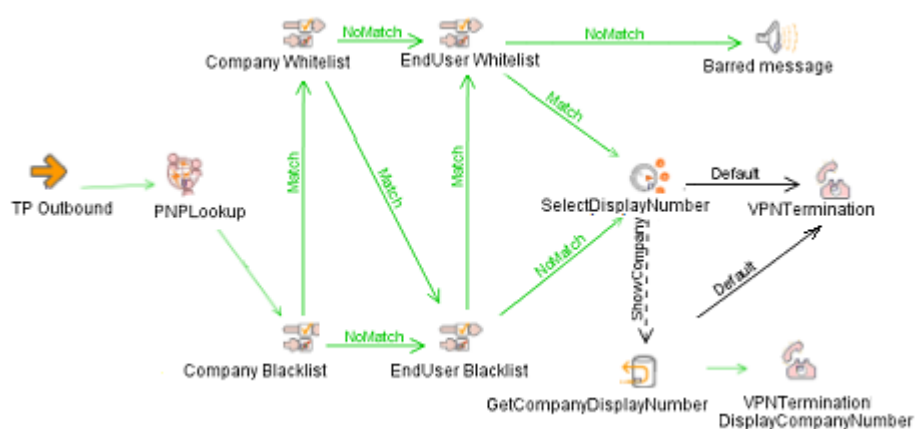 NoMatch
NoMatch
Company Whitelist
EndUser Whitelist
Barred message
Match
Match
Match
Match
TP Outbound
PNPLookup
SelectDisplayNumber
Default
VPNTermination
NoMatch
ShowCompany
Default
NoMatch
Company Blacklist
EndUser Blacklist
GetCompanyDisplayNumber
VPNTermination
DisplayCompanyNumber